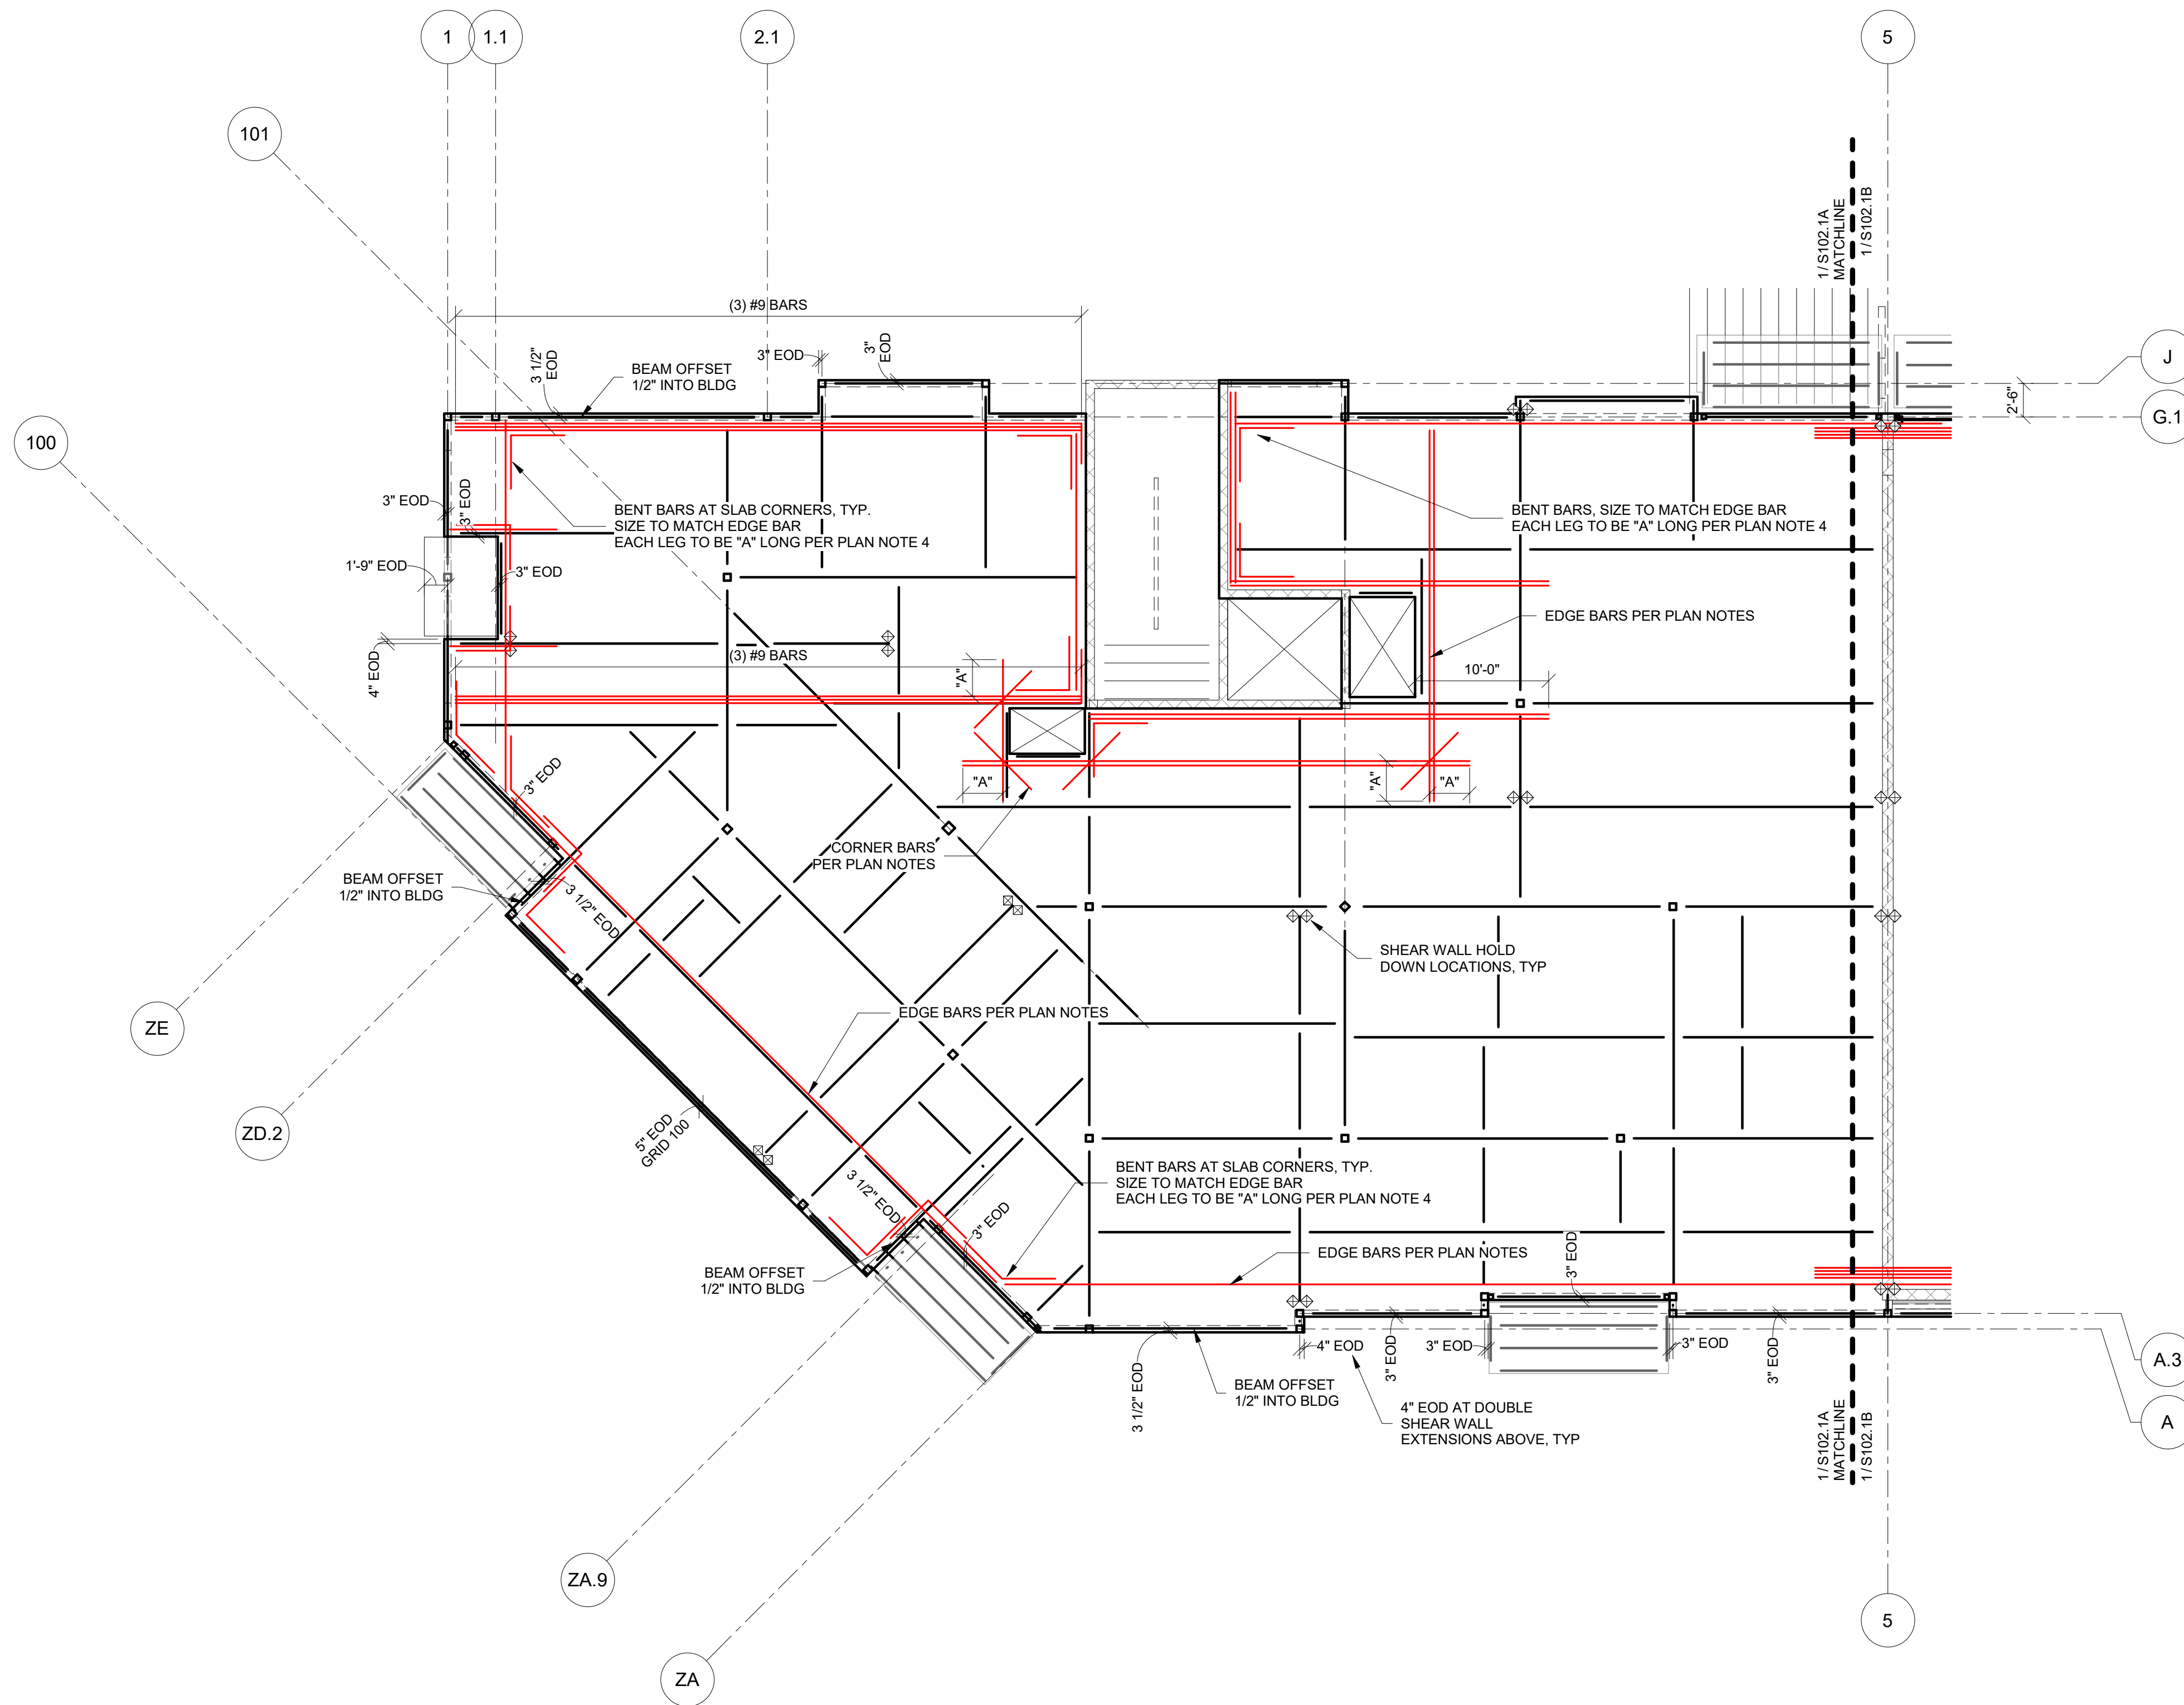 1
1.1
2.1
5
101
100
1 / S102.1A
MATCHLINE
1 / S102.1B
(3) #9 BARS
3 1/2"
EOD
BEAM OFFSET
1/2" INTO BLDG
3" EOD
3"
EOD
J
G.1
2'-6"
3" EOD
3" EOD
1'-9" EOD
3" EOD
4" EOD
BENT BARS AT SLAB CORNERS, TYP.
SIZE TO MATCH EDGE BAR
EACH LEG TO BE "A" LONG PER PLAN NOTE 4
BENT BARS, SIZE TO MATCH EDGE BAR
EACH LEG TO BE "A" LONG PER PLAN NOTE 4
EDGE BARS PER PLAN NOTES
10'-0"
(3) #9 BARS
"A"
"A"
"A"
"A"
3" EOD
CORNER BARS
PER PLAN NOTES
BEAM OFFSET
1/2" INTO BLDG
3 1/2" EOD
SHEAR WALL HOLD
DOWN LOCATIONS, TYP
EDGE BARS PER PLAN NOTES
ZE
ZD.2
5" EOD
GRID 100
3 1/2" EOD
BENT BARS AT SLAB CORNERS, TYP.
SIZE TO MATCH EDGE BAR
EACH LEG TO BE "A" LONG PER PLAN NOTE 4
3" EOD
EDGE BARS PER PLAN NOTES
3" EOD
BEAM OFFSET
1/2" INTO BLDG
3 1/2" EOD
4" EOD
3" EOD
3" EOD
3" EOD
3" EOD
BEAM OFFSET
1/2" INTO BLDG
4" EOD AT DOUBLE
SHEAR WALL
EXTENSIONS ABOVE, TYP
A.3
A
1 / S102.1A
MATCHLINE
1 / S102.1B
ZA.9
ZA
5